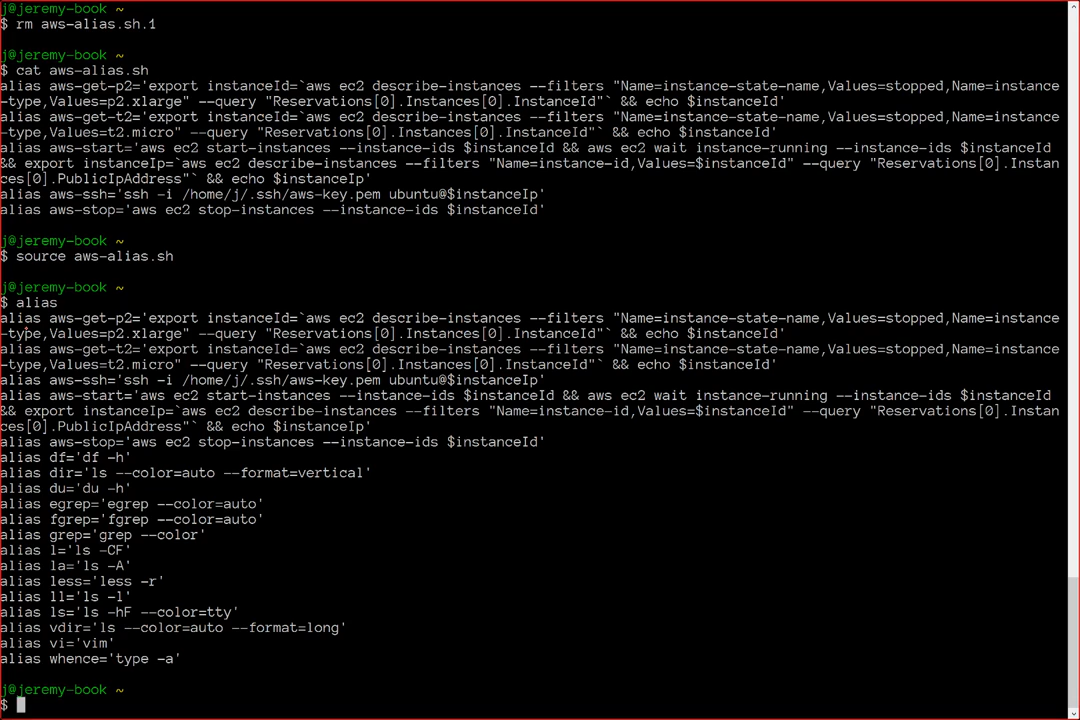 j@jeremy-book ~
$ rm aws-alias.sh.1

j@jeremy-book ~
$ cat aws-alias.sh
alias aws-get-p2='export instanceId=`aws ec2 describe-instances --filters "Name=instance-state-name,Values=stopped,Name=instance
-type,Values=p2.xlarge" --query "Reservations[0].Instances[0].InstanceId"` && echo $instanceId'
alias aws-get-t2='export instanceId=`aws ec2 describe-instances --filters "Name=instance-state-name,Values=stopped,Name=instance
-type,Values=t2.micro" --query "Reservations[0].Instances[0].InstanceId"` && echo $instanceId'
alias aws-start='aws ec2 start-instances --instance-ids $instanceId && aws ec2 wait instance-running --instance-ids $instanceId
&& export instanceIp=`aws ec2 describe-instances --filters "Name=instance-id,Values=$instanceId" --query "Reservations[0].Instan
ces[0].PublicIpAddress"` && echo $instanceIp'
alias aws-ssh='ssh -i /home/j/.ssh/aws-key.pem ubuntu@$instanceIp'
alias aws-stop='aws ec2 stop-instances --instance-ids $instanceId'

j@jeremy-book ~
$ source aws-alias.sh

j@jeremy-book ~
$ alias
alias aws-get-p2='export instanceId=`aws ec2 describe-instances --filters "Name=instance-state-name,Values=stopped,Name=instance
-type,Values=p2.xlarge" --query "Reservations[0].Instances[0].InstanceId"` && echo $instanceId'
alias aws-get-t2='export instanceId=`aws ec2 describe-instances --filters "Name=instance-state-name,Values=stopped,Name=instance
-type,Values=t2.micro" --query "Reservations[0].Instances[0].InstanceId"` && echo $instanceId'
alias aws-ssh='ssh -i /home/j/.ssh/aws-key.pem ubuntu@$instanceIp'
alias aws-start='aws ec2 start-instances --instance-ids $instanceId && aws ec2 wait instance-running --instance-ids $instanceId
&& export instanceIp=`aws ec2 describe-instances --filters "Name=instance-id,Values=$instanceId" --query "Reservations[0].Instan
ces[0].PublicIpAddress"` && echo $instanceIp'
alias aws-stop='aws ec2 stop-instances --instance-ids $instanceId'
alias df='df -h'
alias dir='ls --color=auto --format=vertical'
alias du='du -h'
alias egrep='egrep --color=auto'
alias fgrep='fgrep --color=auto'
alias grep='grep --color'
alias l='ls -CF'
alias la='ls -A'
alias less='less -r'
alias ll='ls -l'
alias ls='ls -hF --color=tty'
alias vdir='ls --color=auto --format=long'
alias vi='vim'
alias whence='type -a'

j@jeremy-book ~
$